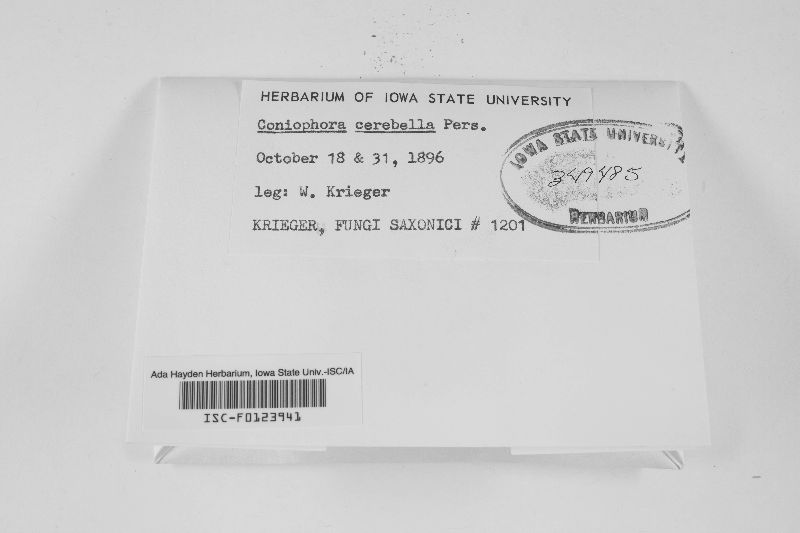 HERBARIUM OF IOWA STATE UNIVERSITY
Coniophora cerebella Pers.
October 18 & 31, 1896
leg: W. Krieger
KRIEGER, FUNGI SAXONICI # 1201
IOWA STATE UNIVERSITY
349485
HERBARIUM
Ada Hayden Herbarium, Iowa State Univ.-ISC/IA
ISC-F0123941